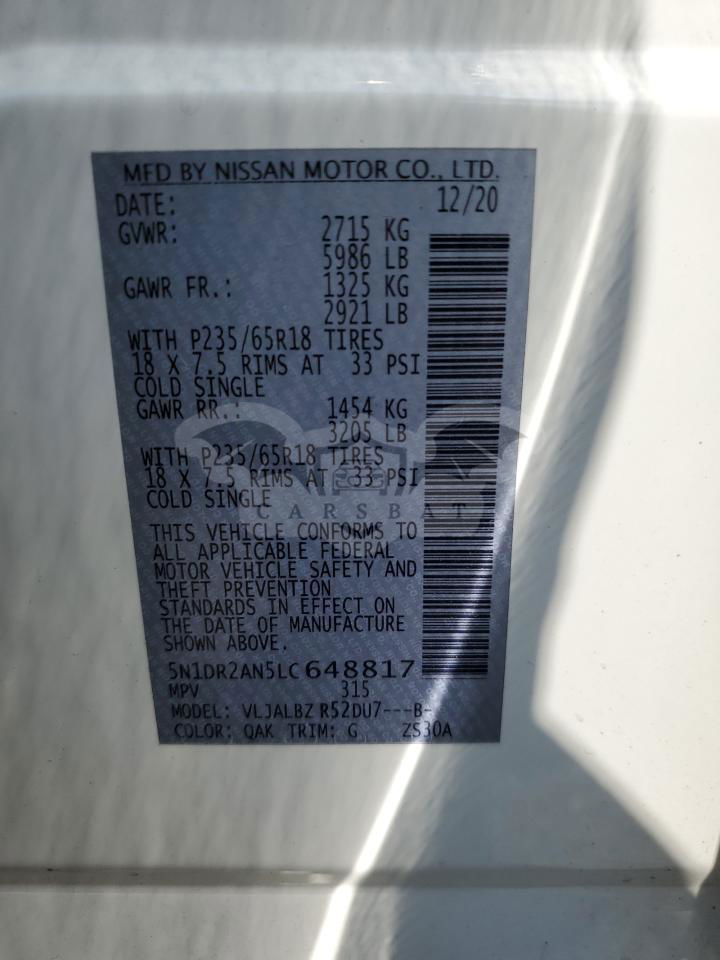 MFD BY NISSAN MOTOR CO., LTD.
DATE: 12/20
GVWR: 2715 KG
5986 LB
GAWR FR.: 1325 KG
2921 LB
WITH P235/65R18 TIRES
18 X 7.5 RIMS AT 33 PSI
COLD SINGLE
GAWR RR.: 1454 KG
3205 LB
WITH P235/65R18 TIRES
18 X 7.5 RIMS AT 33 PSI
COLD SINGLE
CARSBAT
THIS VEHICLE CONFORMS TO
ALL APPLICABLE FEDERAL
MOTOR VEHICLE SAFETY AND
THEFT PREVENTION
STANDARDS IN EFFECT ON
THE DATE OF MANUFACTURE
SHOWN ABOVE.
5N1DR2AN5LC648817
MPV 315
MODEL: VLJALBZ R52DU7---B-
COLOR: QAK TRIM: G ZS30A